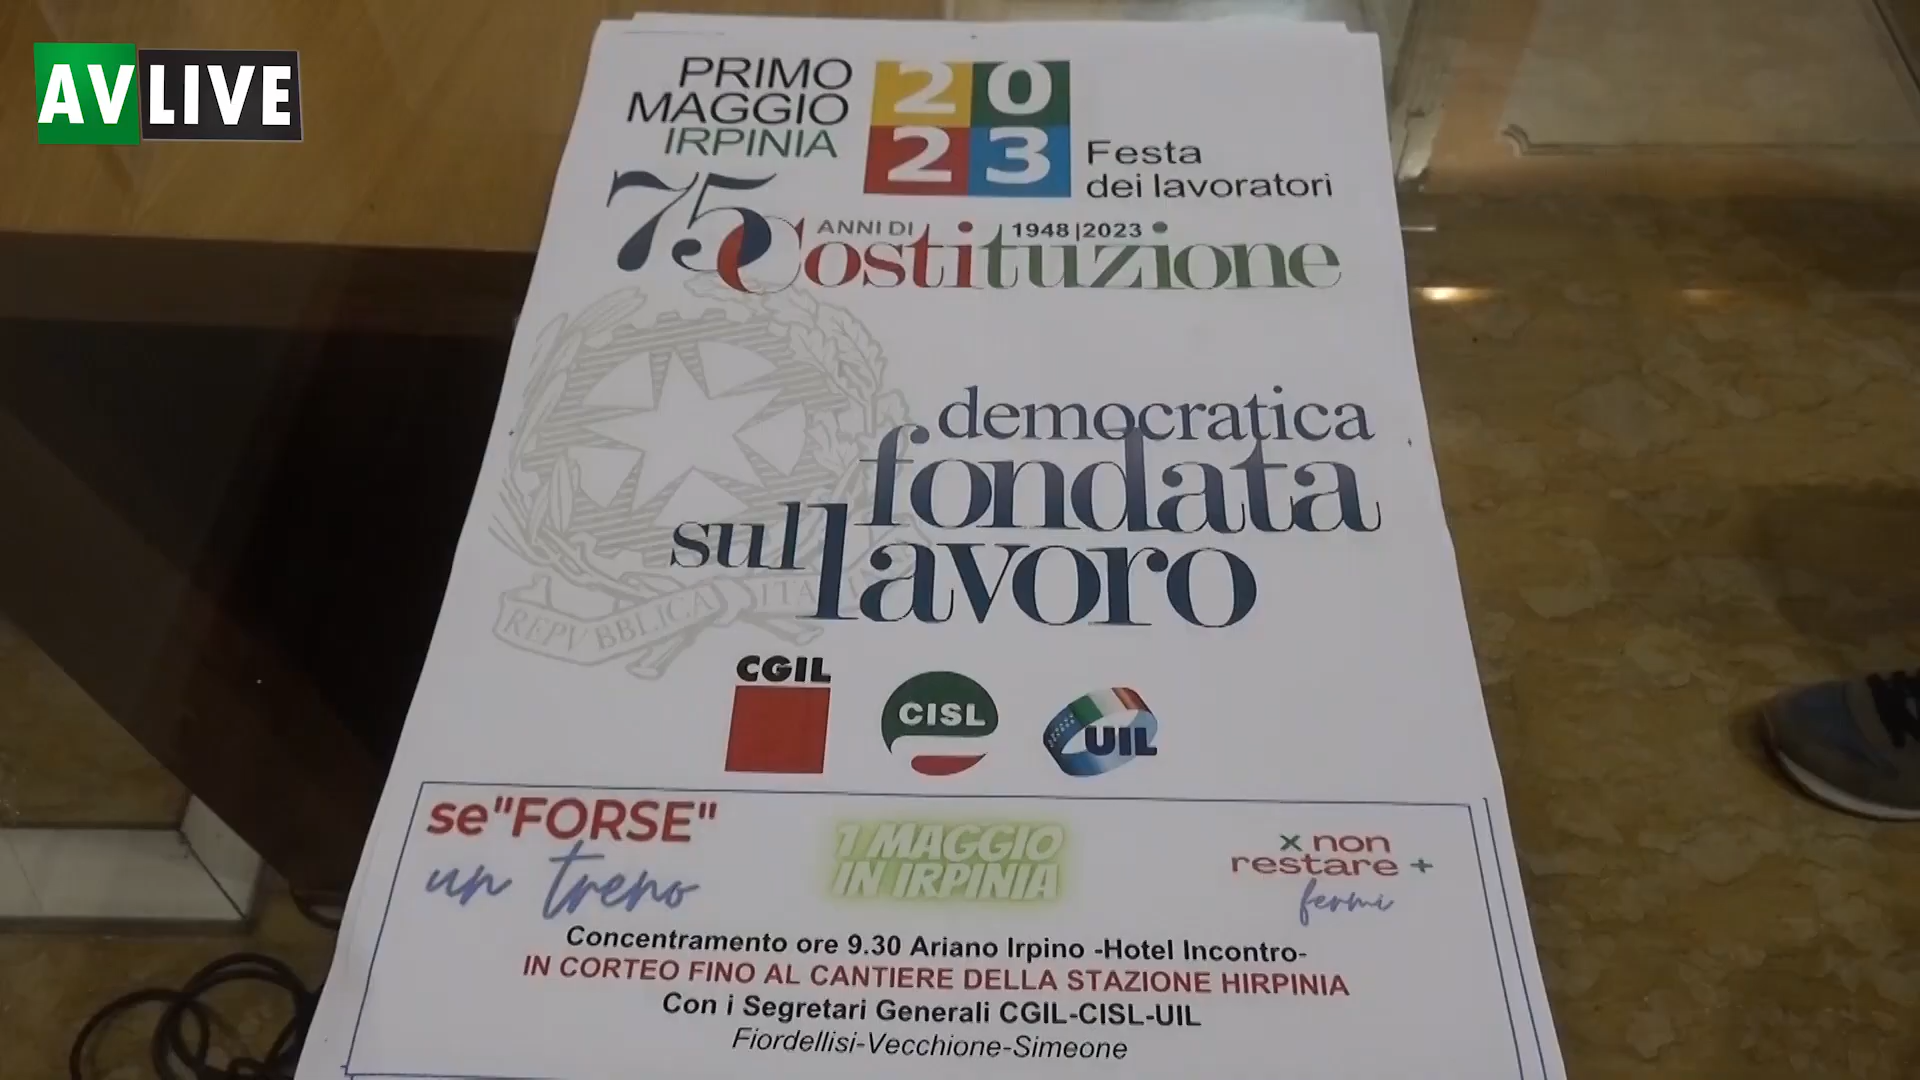 AVLIVE
PRIMO
MAGGIO
IRPINIA
2023
Festa
dei lavoratori
75 ANNI DI 1948|2023
Costituzione
democratica
fondata
sul lavoro
REPVBBLICA ITA
CGIL
CISL
UIL
se"FORSE"
un treno
1 MAGGIO
IN IRPINIA
x non
restare +
fermi
Concentramento ore 9.30 Ariano Irpino -Hotel Incontro-
IN CORTEO FINO AL CANTIERE DELLA STAZIONE HIRPINIA
Con i Segretari Generali CGIL-CISL-UIL
Fiordellisi-Vecchione-Simeone